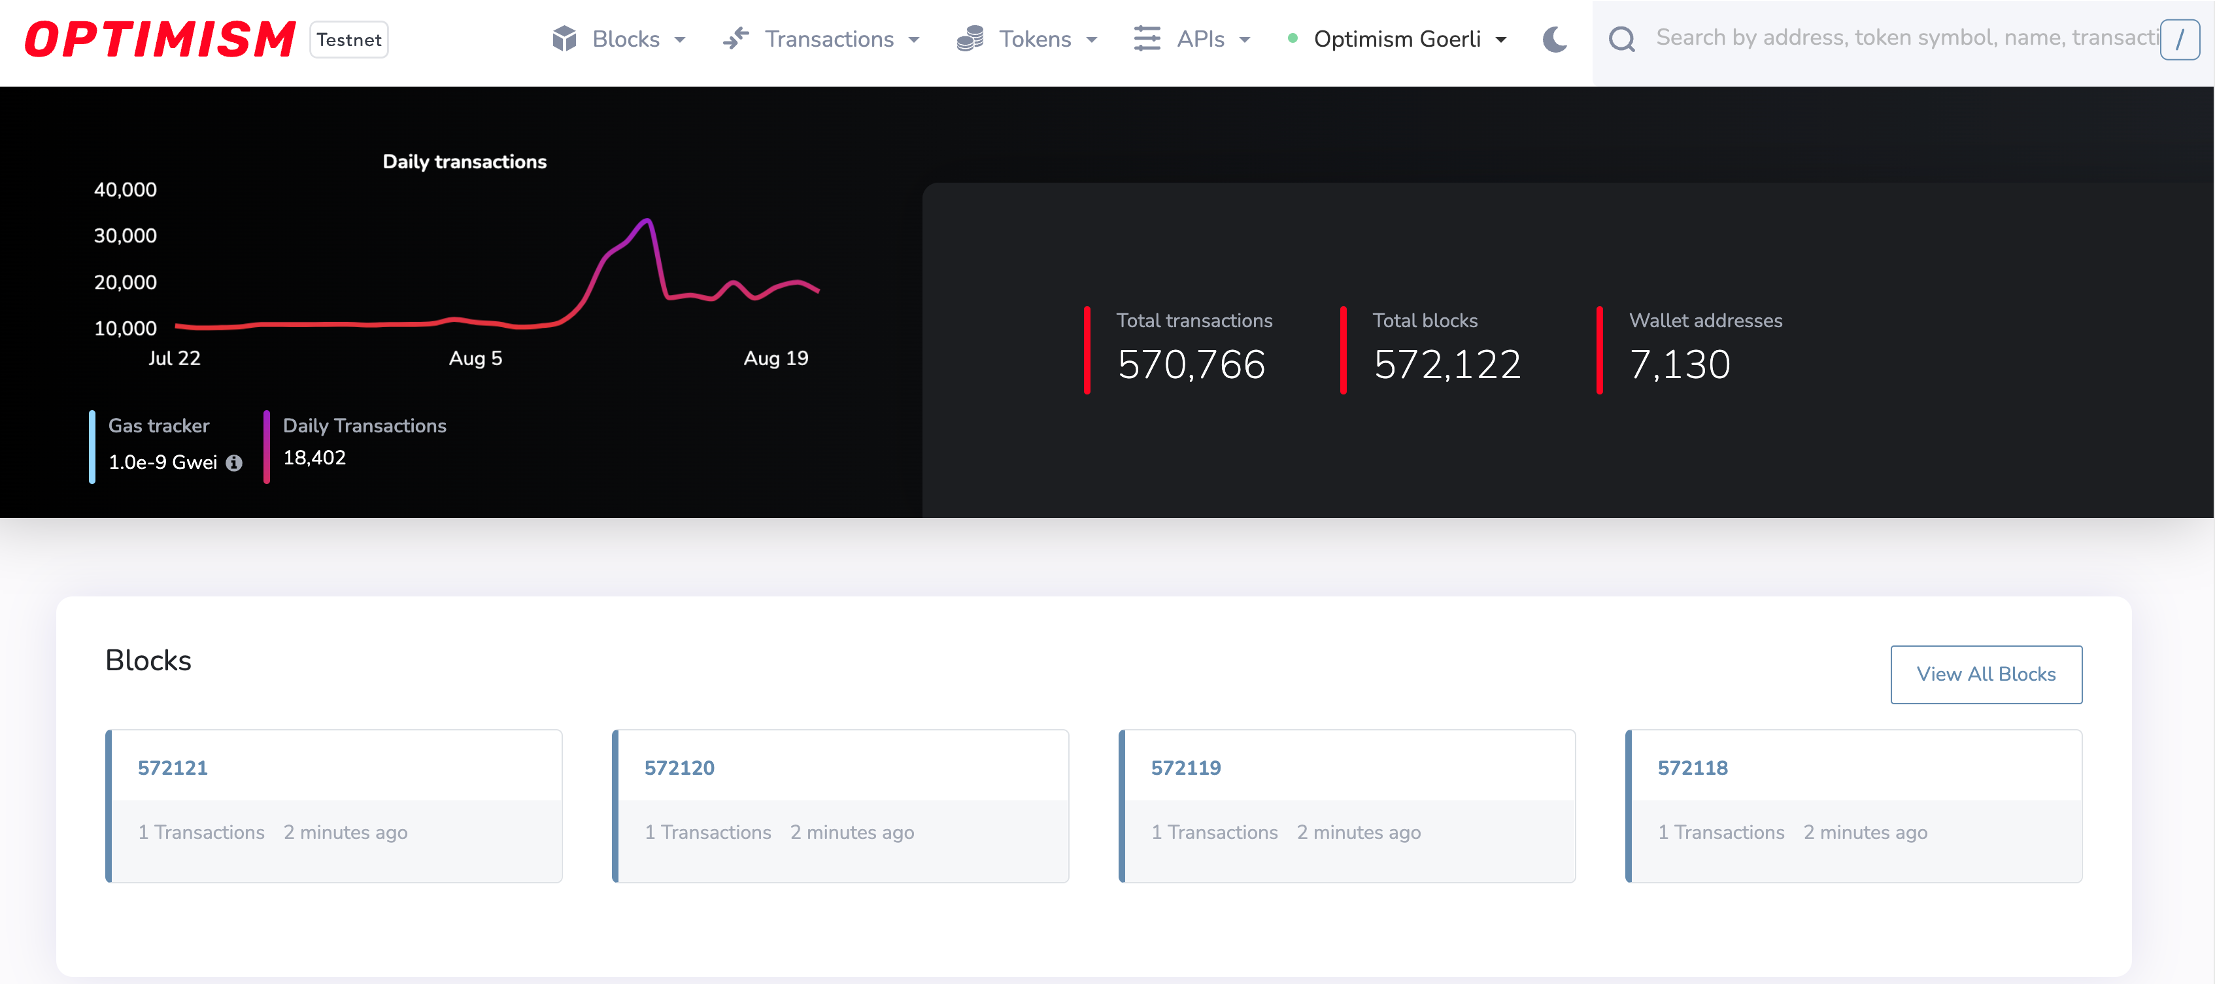 OPTIMISM Testnet Blocks Transactions Tokens APIs Optimism Goerli Search by address, token symbol, name, transacti /
Daily transactions
40,000
30,000
20,000
10,000
Jul 22 Aug 5 Aug 19
Gas tracker
1.0e-9 Gwei
Daily Transactions
18,402
Total transactions
570,766
Total blocks
572,122
Wallet addresses
7,130
Blocks
View All Blocks
572121
1 Transactions 2 minutes ago
572120
1 Transactions 2 minutes ago
572119
1 Transactions 2 minutes ago
572118
1 Transactions 2 minutes ago